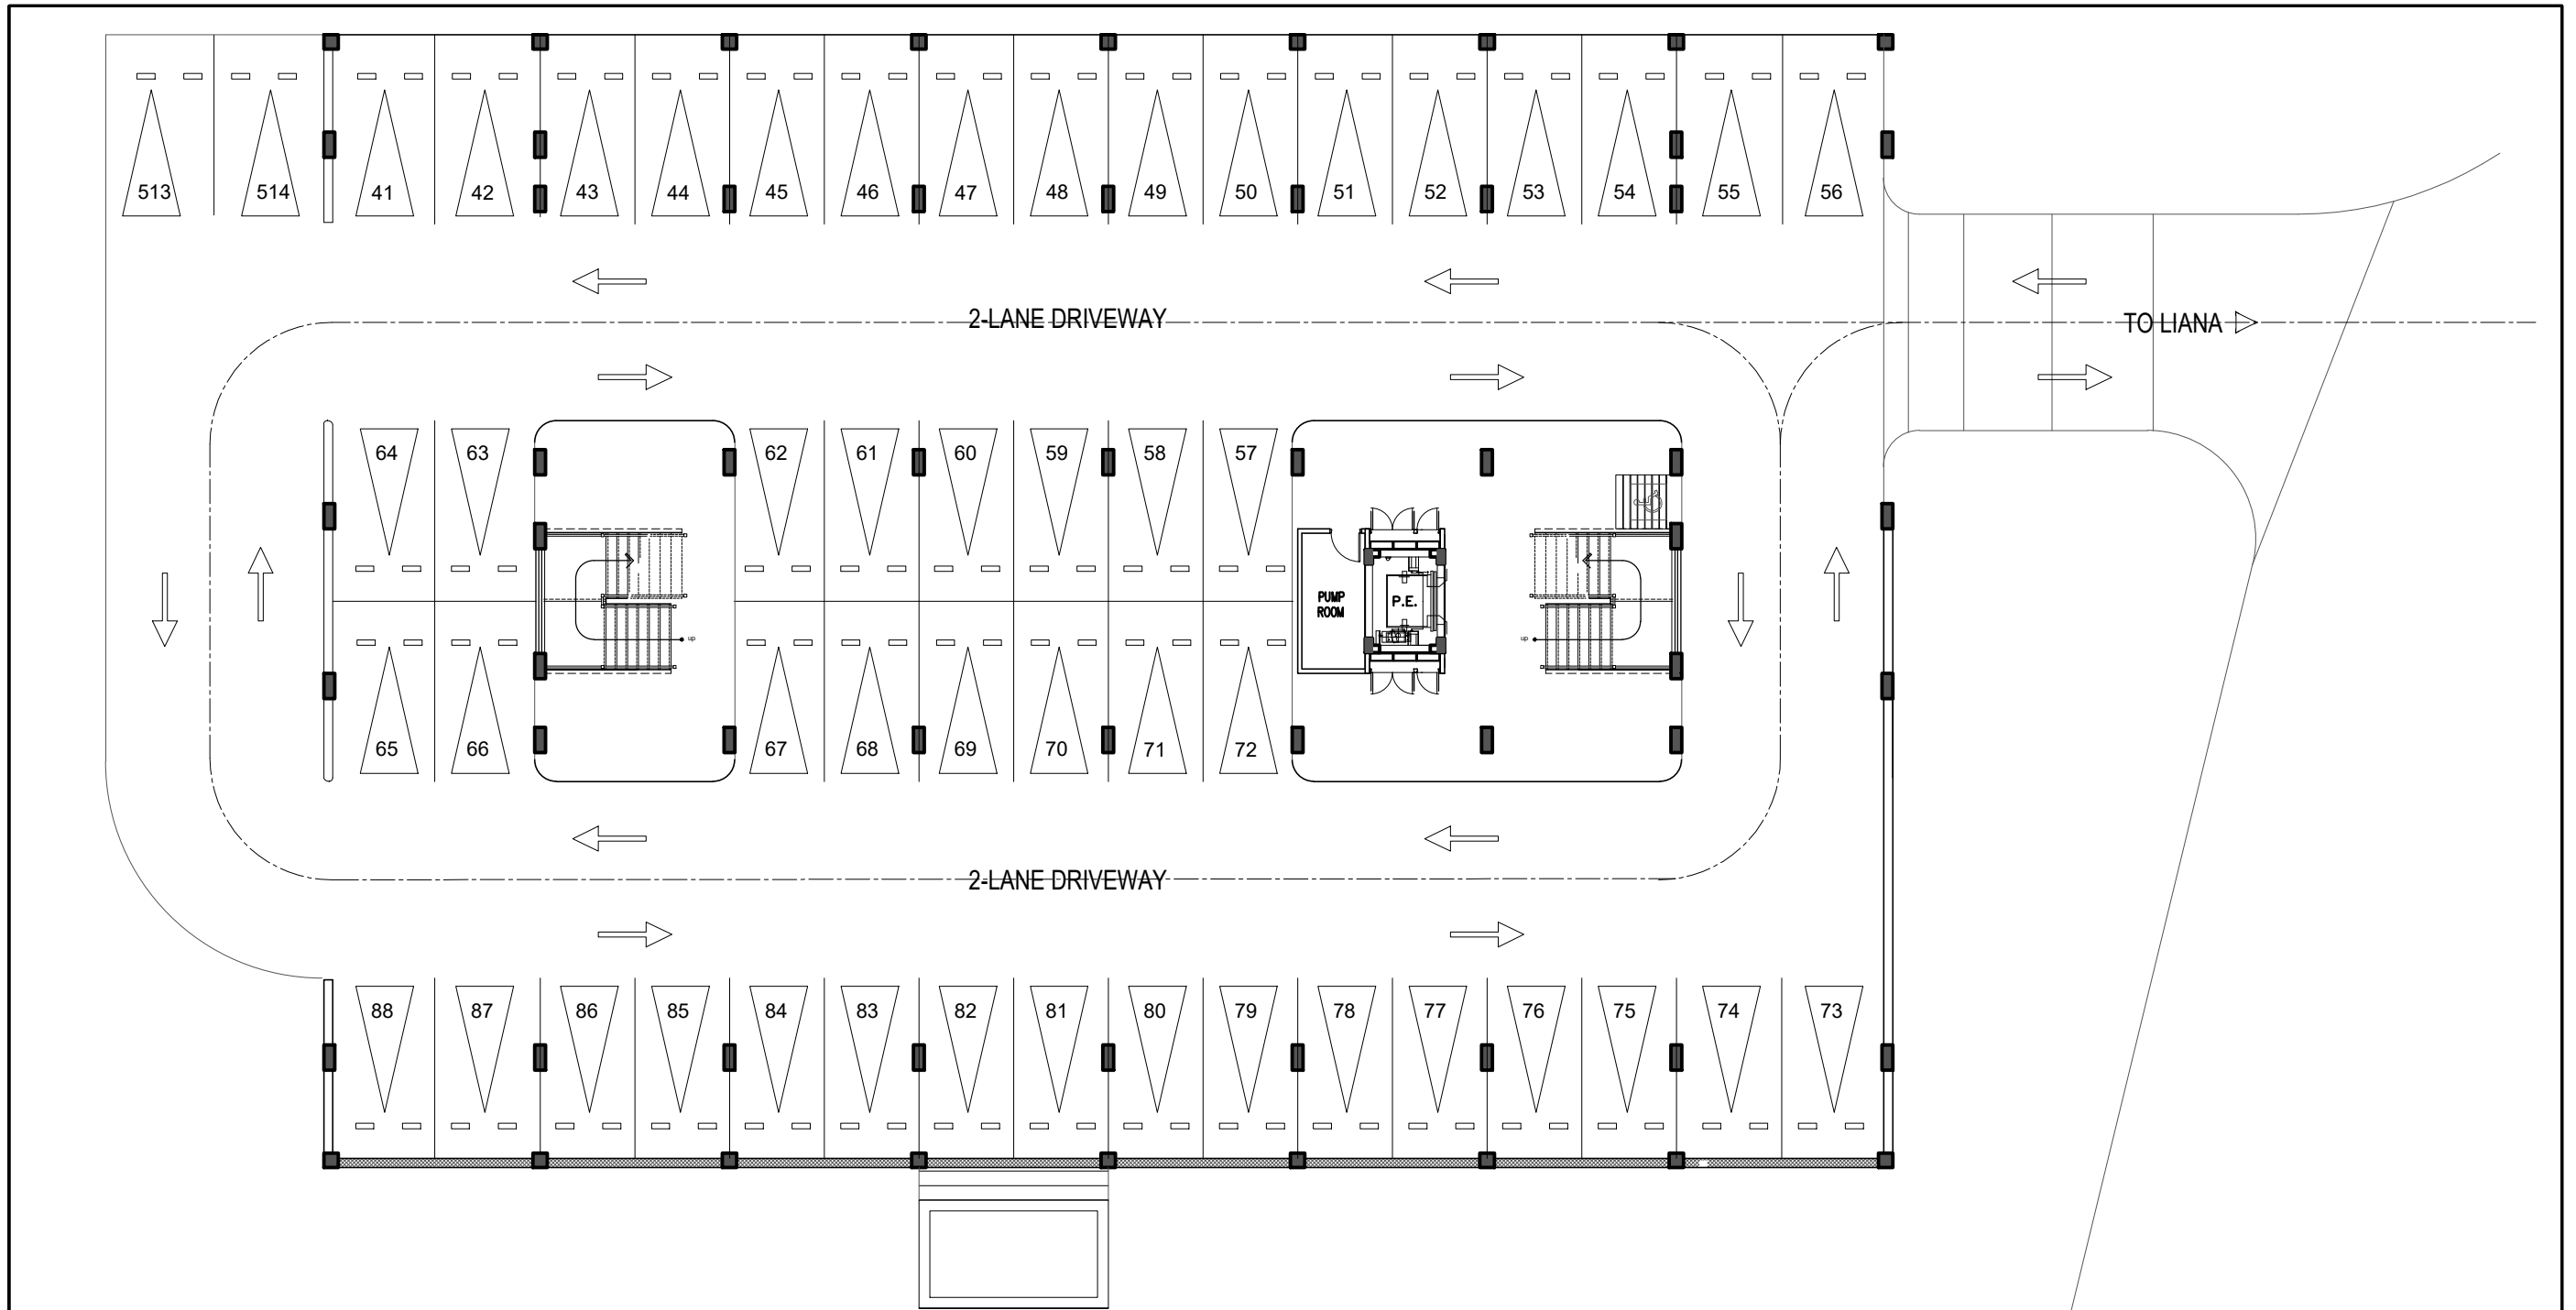 513 514 41 42 43 44 45 46 47 48 49 50 51 52 53 54 55 56
2-LANE DRIVEWAY
TO LIANA
64 63 62 61 60 59 58 57
PUMP
ROOM
P.E.
up
up
65 66 67 68 69 70 71 72
2-LANE DRIVEWAY
88 87 86 85 84 83 82 81 80 79 78 77 76 75 74 73